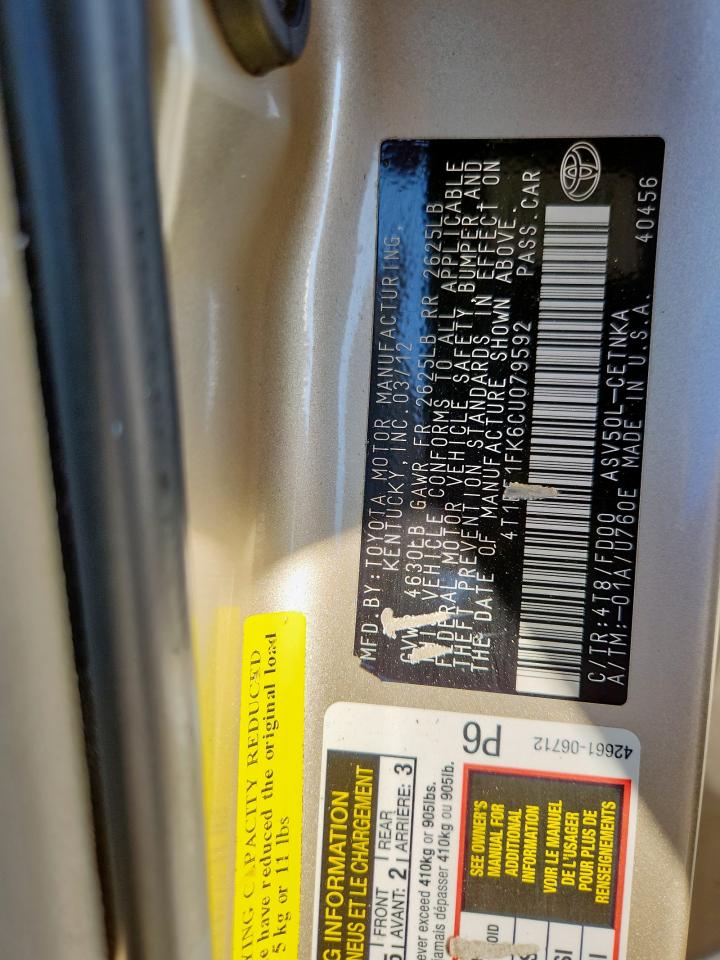 MFD.BY:TOYOTA MOTOR MANUFACTURING,
KENTUCKY, INC. 03/12
4630LB GAWR FR 2625LB RR 2625LB
VEHICLE CONFORMS TO ALL APPLICABLE
FEDERAL MOTOR VEHICLE SAFETY, BUMPER, AND
THEFT PREVENTION STANDARDS IN EFFECT ON
THE DATE OF MANUFACTURE SHOWN ABOVE.
1FK6CU079592 PASS.CAR
C/TR:4T8/FD00 ASV50L-CETNKA
A/TM:-01A/U760E MADE IN U.S.A. 40456
CAPACITY REDUCED
have reduced the original load
5 kg or 11 lbs
P6
42661-06712
INFORMATION
ET LE CHARGEMENT
FRONT 2 REAR 3
AVANT: ARRIÈRE:
exceed 410kg or 905lbs.
dépasser 410kg ou 905lb.
SEE OWNER'S
MANUAL FOR
ADDITIONAL
INFORMATION
VOIR LE MANUEL
DE L'USAGER
POUR PLUS DE
RENSEIGNEMENTS